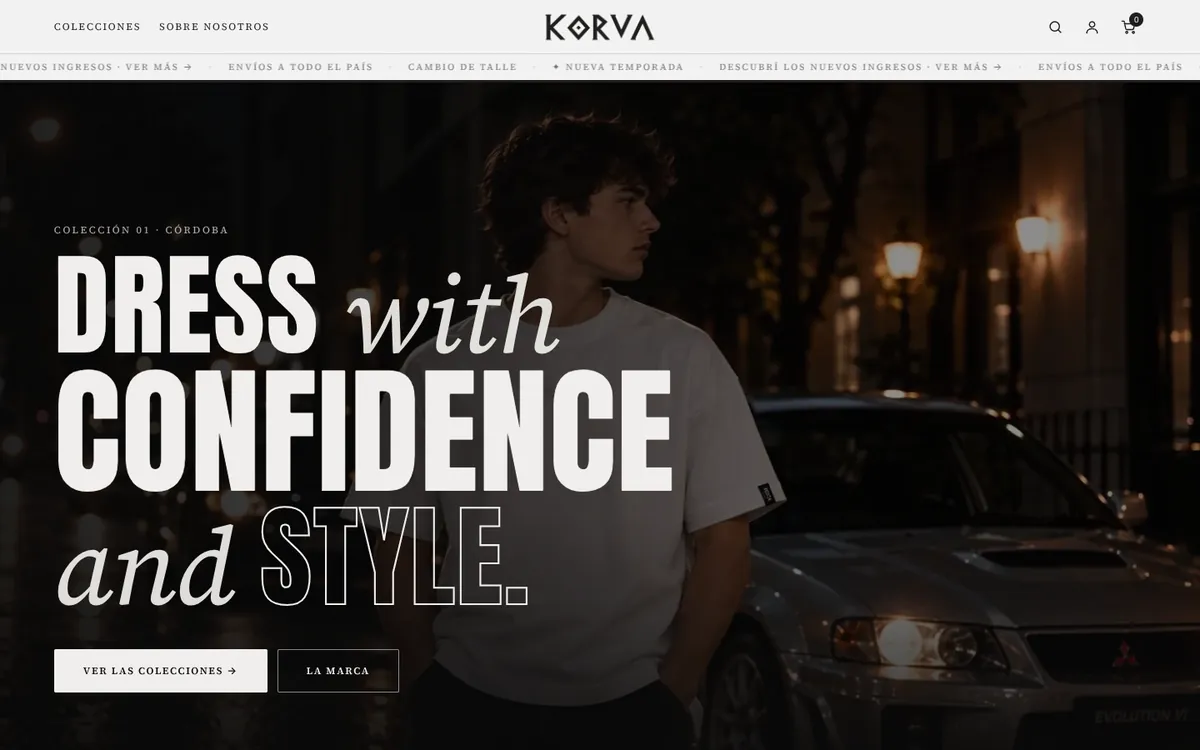 COLECCIONES SOBRE NOSOTROS KORVA 0
NUEVOS INGRESOS · VER MÁS → · ENVÍOS A TODO EL PAÍS · CAMBIO DE TALLE · ✦ NUEVA TEMPORADA · DESCUBRÍ LOS NUEVOS INGRESOS · VER MÁS → · ENVÍOS A TODO EL PAÍS
COLECCIÓN 01 · CÓRDOBA
DRESS with
CONFIDENCE
and STYLE.
VER LAS COLECCIONES → LA MARCA